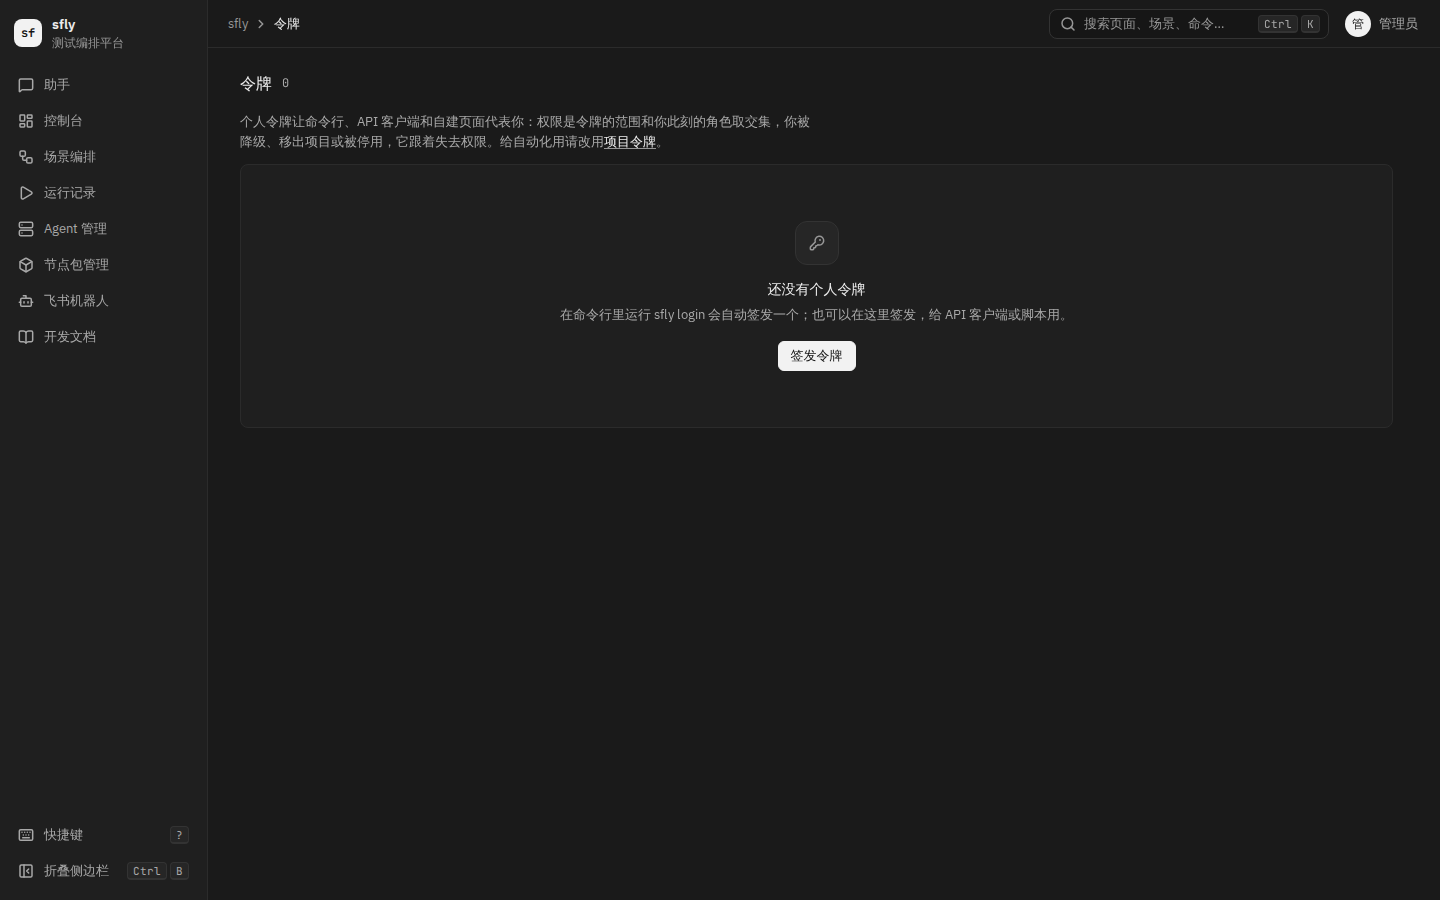 sf
sfly
测试编排平台
助手
控制台
场景编排
运行记录
Agent 管理
节点包管理
飞书机器人
开发文档
快捷键 ?
折叠侧边栏 Ctrl B
sfly > 令牌
搜索页面、场景、命令... Ctrl K
管 管理员
令牌 0
个人令牌让命令行、API 客户端和自建页面代表你：权限是令牌的范围和你此刻的角色取交集，你被
降级、移出项目或被停用，它跟着失去权限。给自动化用请改用项目令牌。
还没有个人令牌
在命令行里运行 sfly login 会自动签发一个；也可以在这里签发，给 API 客户端或脚本用。
签发令牌